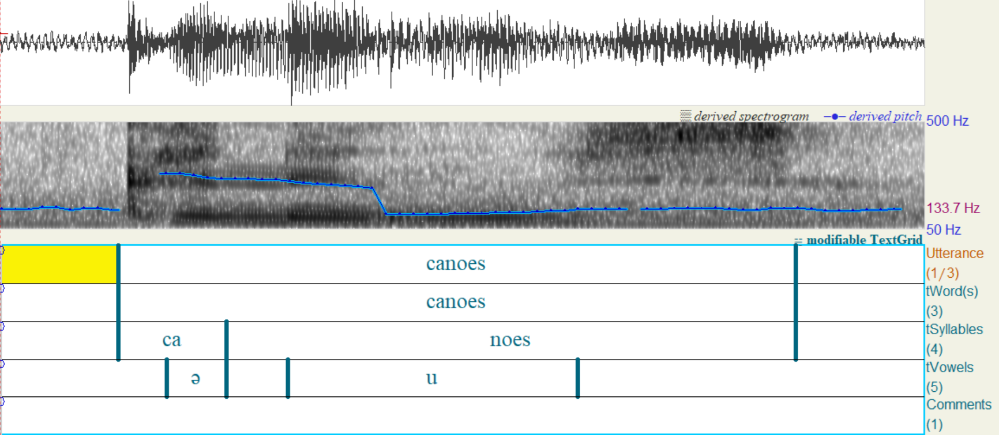 derived spectrogram derived pitch 500 Hz
133.7 Hz
50 Hz
modifiable TextGrid
canoes Utterance
(1/3)
canoes tWord(s)
(3)
ca noes tSyllables
(4)
ə u tVowels
(5)
Comments
(1)